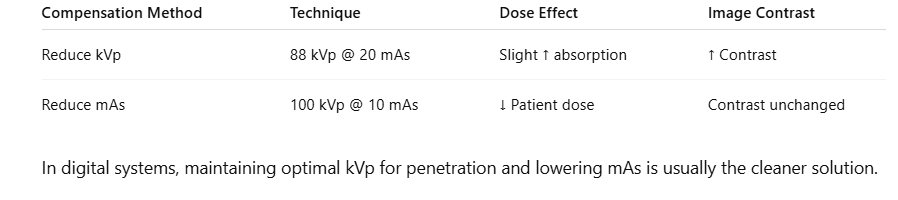 Compensation Method Technique Dose Effect Image Contrast
Reduce kVp 88 kVp @ 20 mAs Slight ↑ absorption ↑ Contrast
Reduce mAs 100 kVp @ 10 mAs ↓ Patient dose Contrast unchanged
In digital systems, maintaining optimal kVp for penetration and lowering mAs is usually the cleaner solution.